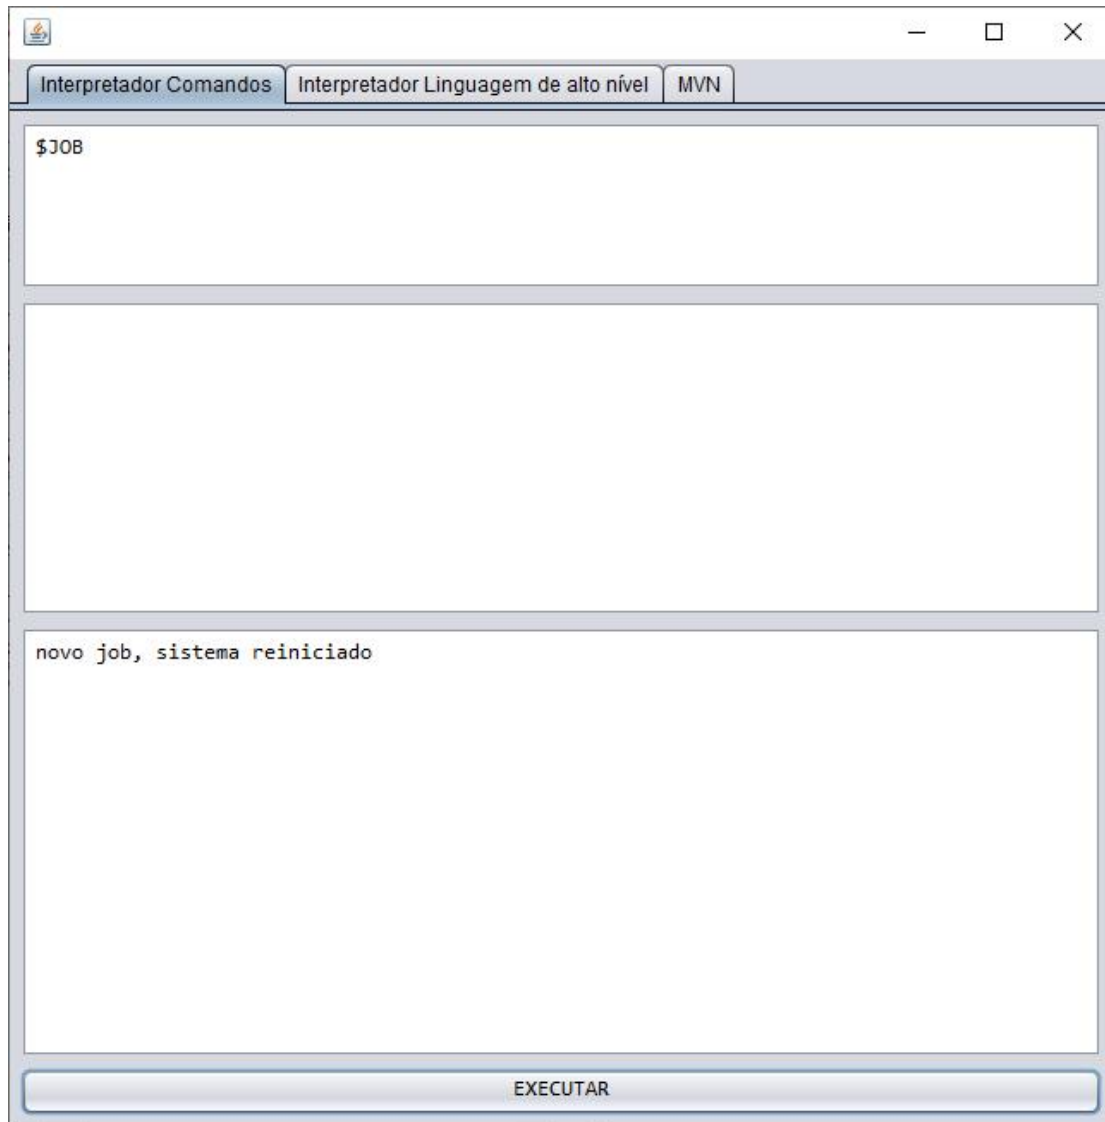 Interpretador Comandos Interpretador Linguagem de alto nível MVN
$JOB
novo job, sistema reiniciado
EXECUTAR